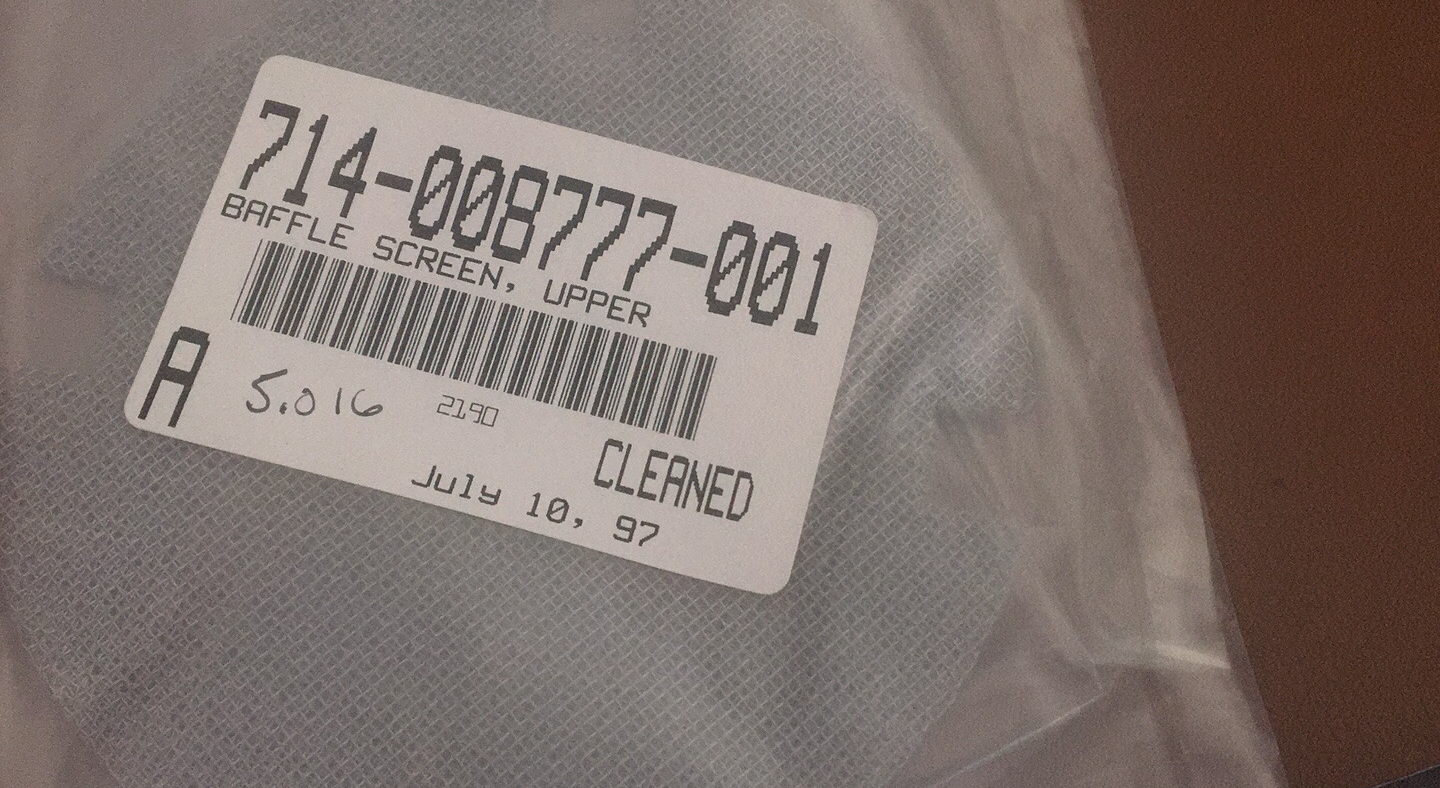 714-008777-001
BAFFLE SCREEN, UPPER
A 5.016 2190
CLEANED
July 10, 97